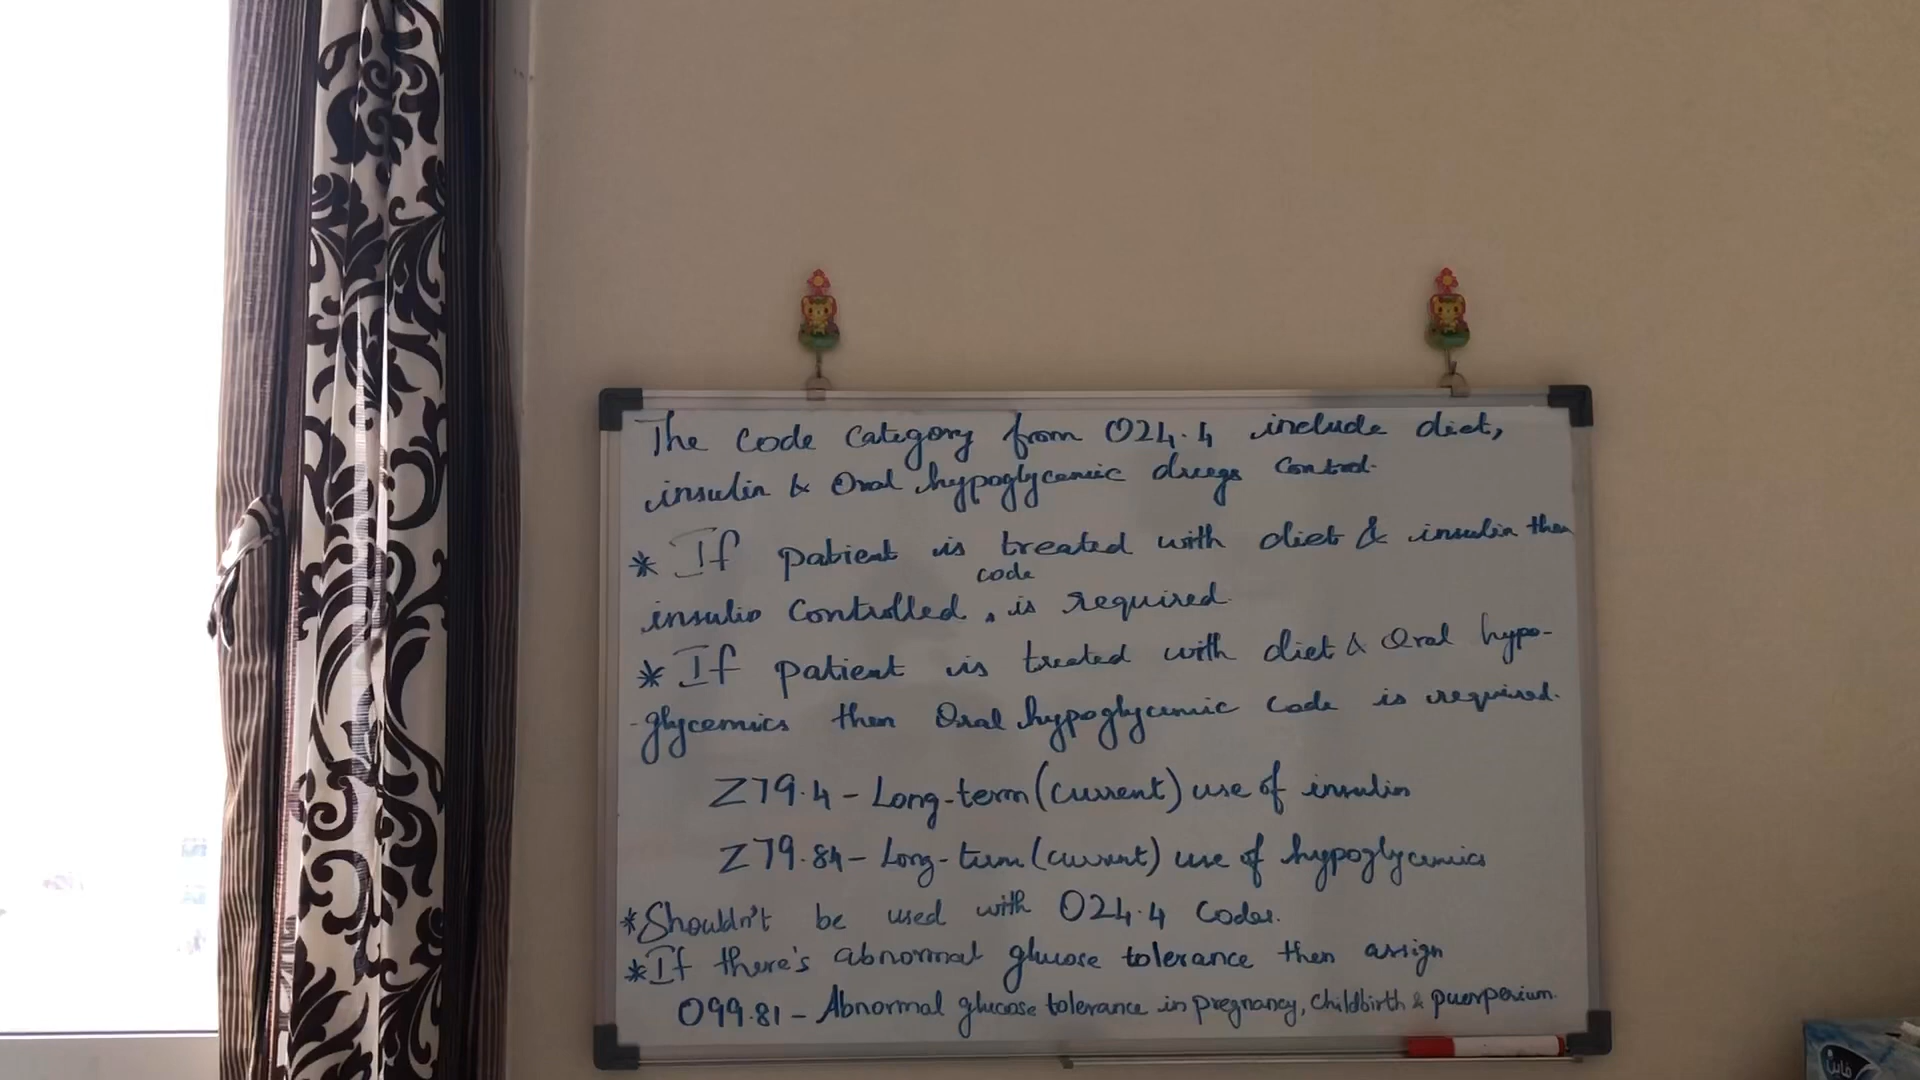 The code category from O24.4 include diet,
insulin & Oral hypoglycemic drugs control.
* If patient is treated with diet & insulin then
code
insulin controlled, is required.
* If patient is treated with diet & Oral hypo-
-glycemics then Oral hypoglycemic code is required.
Z79.4 - Long-term (current) use of insulin
Z79.84 - Long-term (current) use of hypoglycemics
*Shouldn't be used with O24.4 codes.
*If there's abnormal glucose tolerance then assign
O99.81 - Abnormal glucose tolerance in pregnancy, childbirth & puerperium.
فاين